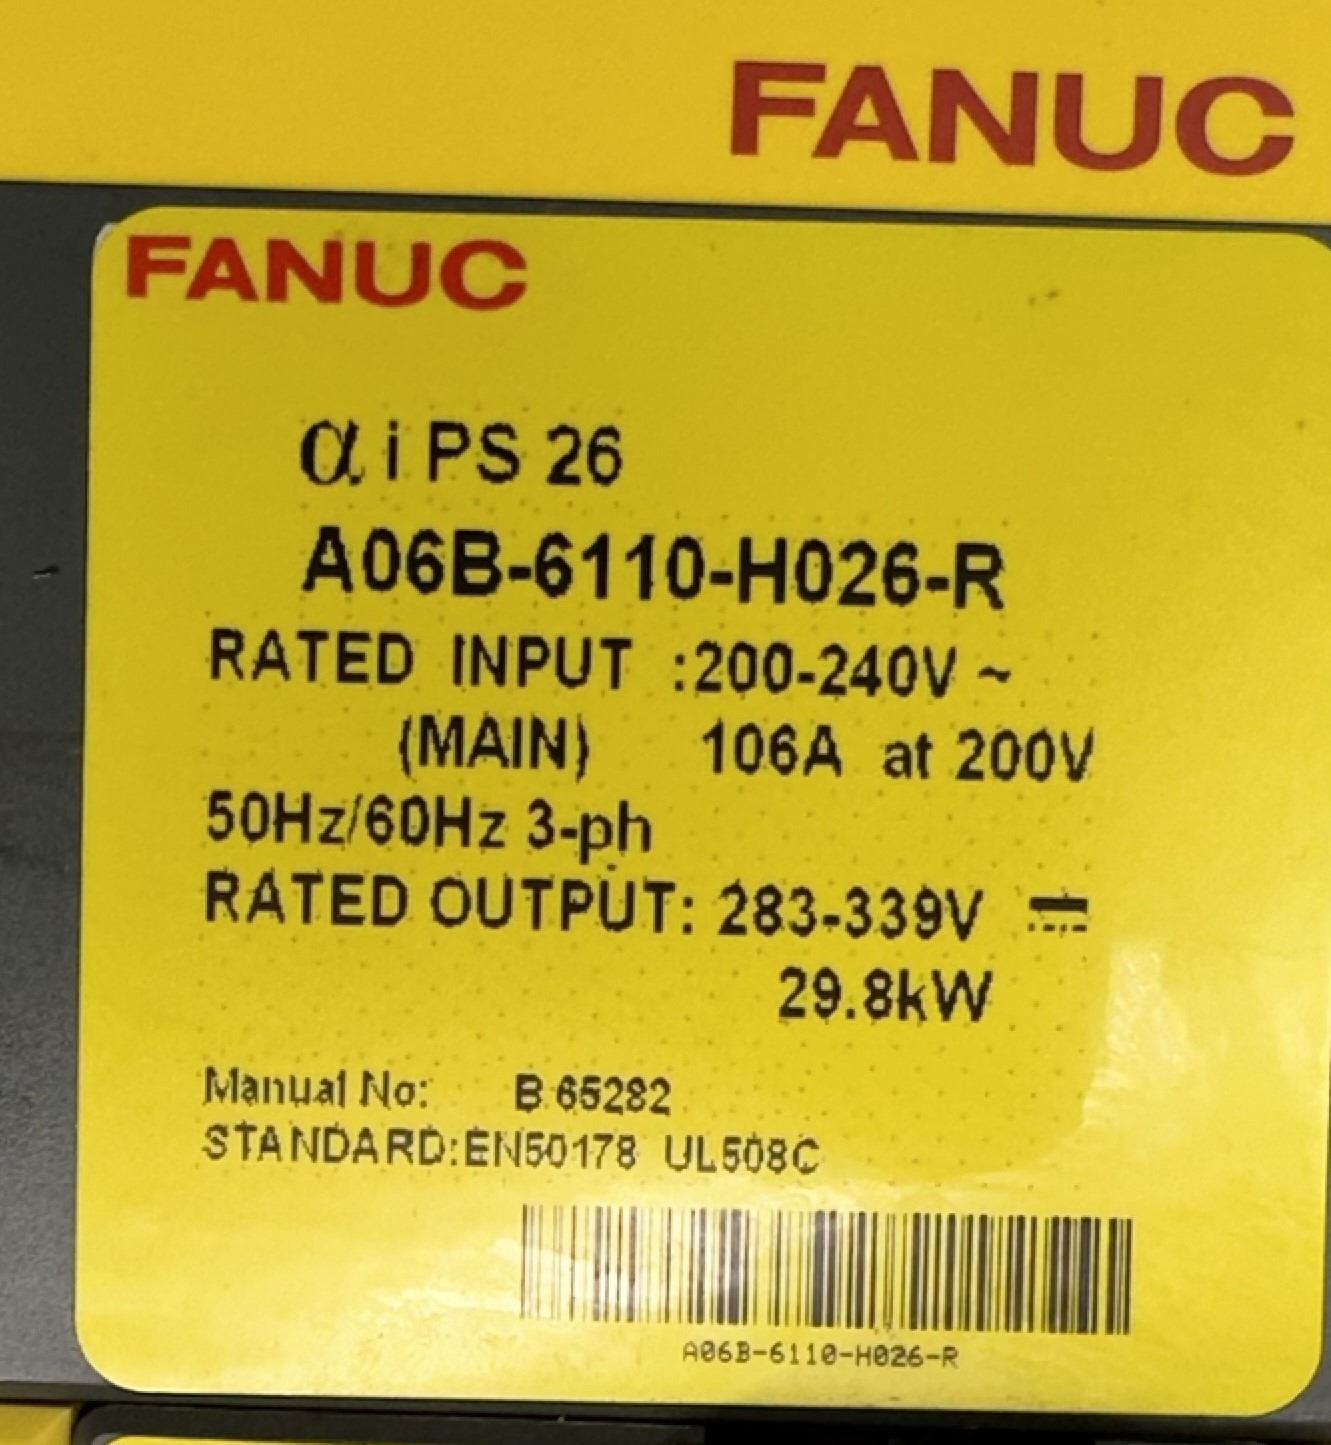 FANUC
FANUC
α i PS 26
A06B-6110-H026-R
RATED INPUT :200-240V ~
(MAIN) 106A at 200V
50Hz/60Hz 3-ph
RATED OUTPUT: 283-339V ⎓
29.8kW
Manual No: B 65282
STANDARD:EN50178 UL508C
A06B-6110-H026-R